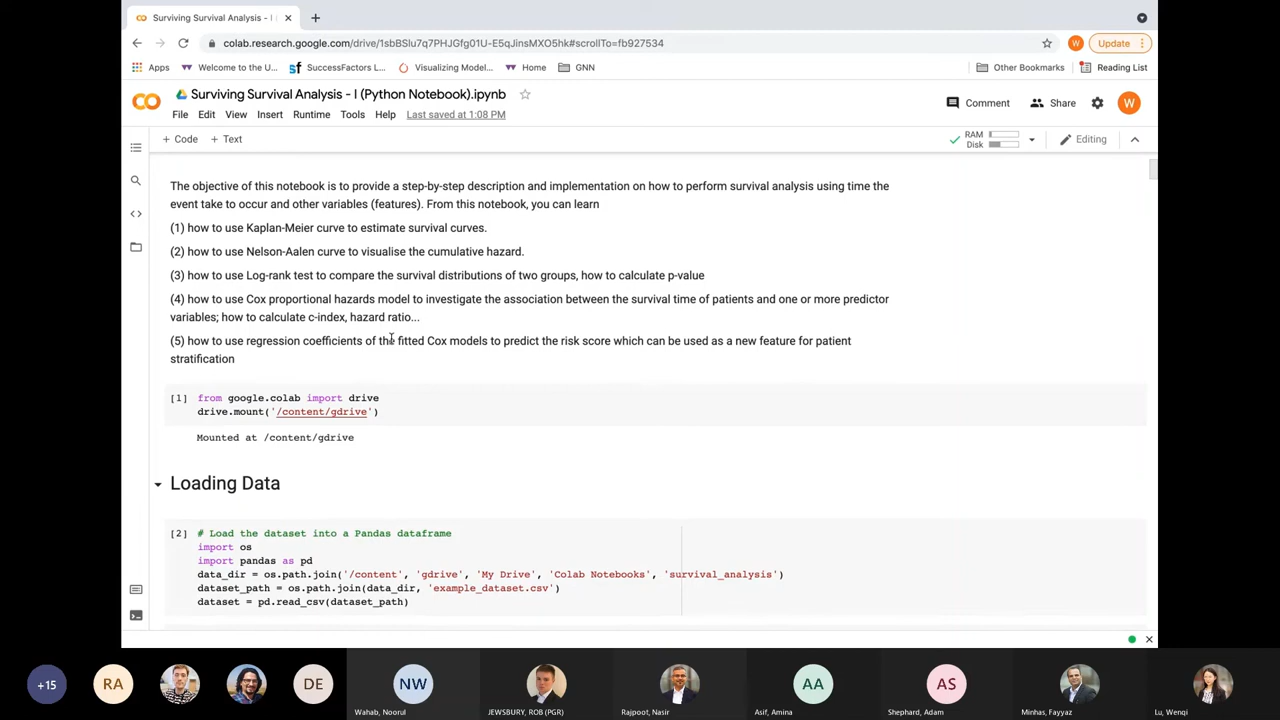 Surviving Survival Analysis - I (
colab.research.google.com/drive/1sbBSlu7q7PHJGfg01U-E5qJinsMXO5hk#scrollTo=fb927534
W
Update
Apps
Welcome to the U...
SuccessFactors L...
Visualizing Model...
Home
GNN
Other Bookmarks
Reading List
Surviving Survival Analysis - I (Python Notebook).ipynb
Comment
Share
W
File Edit View Insert Runtime Tools Help Last saved at 1:08 PM
+ Code + Text
RAM
Disk
Editing
The objective of this notebook is to provide a step-by-step description and implementation on how to perform survival analysis using time the
event take to occur and other variables (features). From this notebook, you can learn
(1) how to use Kaplan-Meier curve to estimate survival curves.
(2) how to use Nelson-Aalen curve to visualise the cumulative hazard.
(3) how to use Log-rank test to compare the survival distributions of two groups, how to calculate p-value
(4) how to use Cox proportional hazards model to investigate the association between the survival time of patients and one or more predictor
variables; how to calculate c-index, hazard ratio...
(5) how to use regression coefficients of the fitted Cox models to predict the risk score which can be used as a new feature for patient
stratification
[1] from google.colab import drive
drive.mount('/content/gdrive')
Mounted at /content/gdrive
Loading Data
[2] # Load the dataset into a Pandas dataframe
import os
import pandas as pd
data_dir = os.path.join('/content', 'gdrive', 'My Drive', 'Colab Notebooks', 'survival_analysis')
dataset_path = os.path.join(data_dir, 'example_dataset.csv')
dataset = pd.read_csv(dataset_path)
+15 RA DE NW AA AS
Wahab, Noorul
JEWSBURY, ROB (PGR)
Rajpoot, Nasir
Asif, Amina
Shephard, Adam
Minhas, Fayyaz
Lu, Wenqi